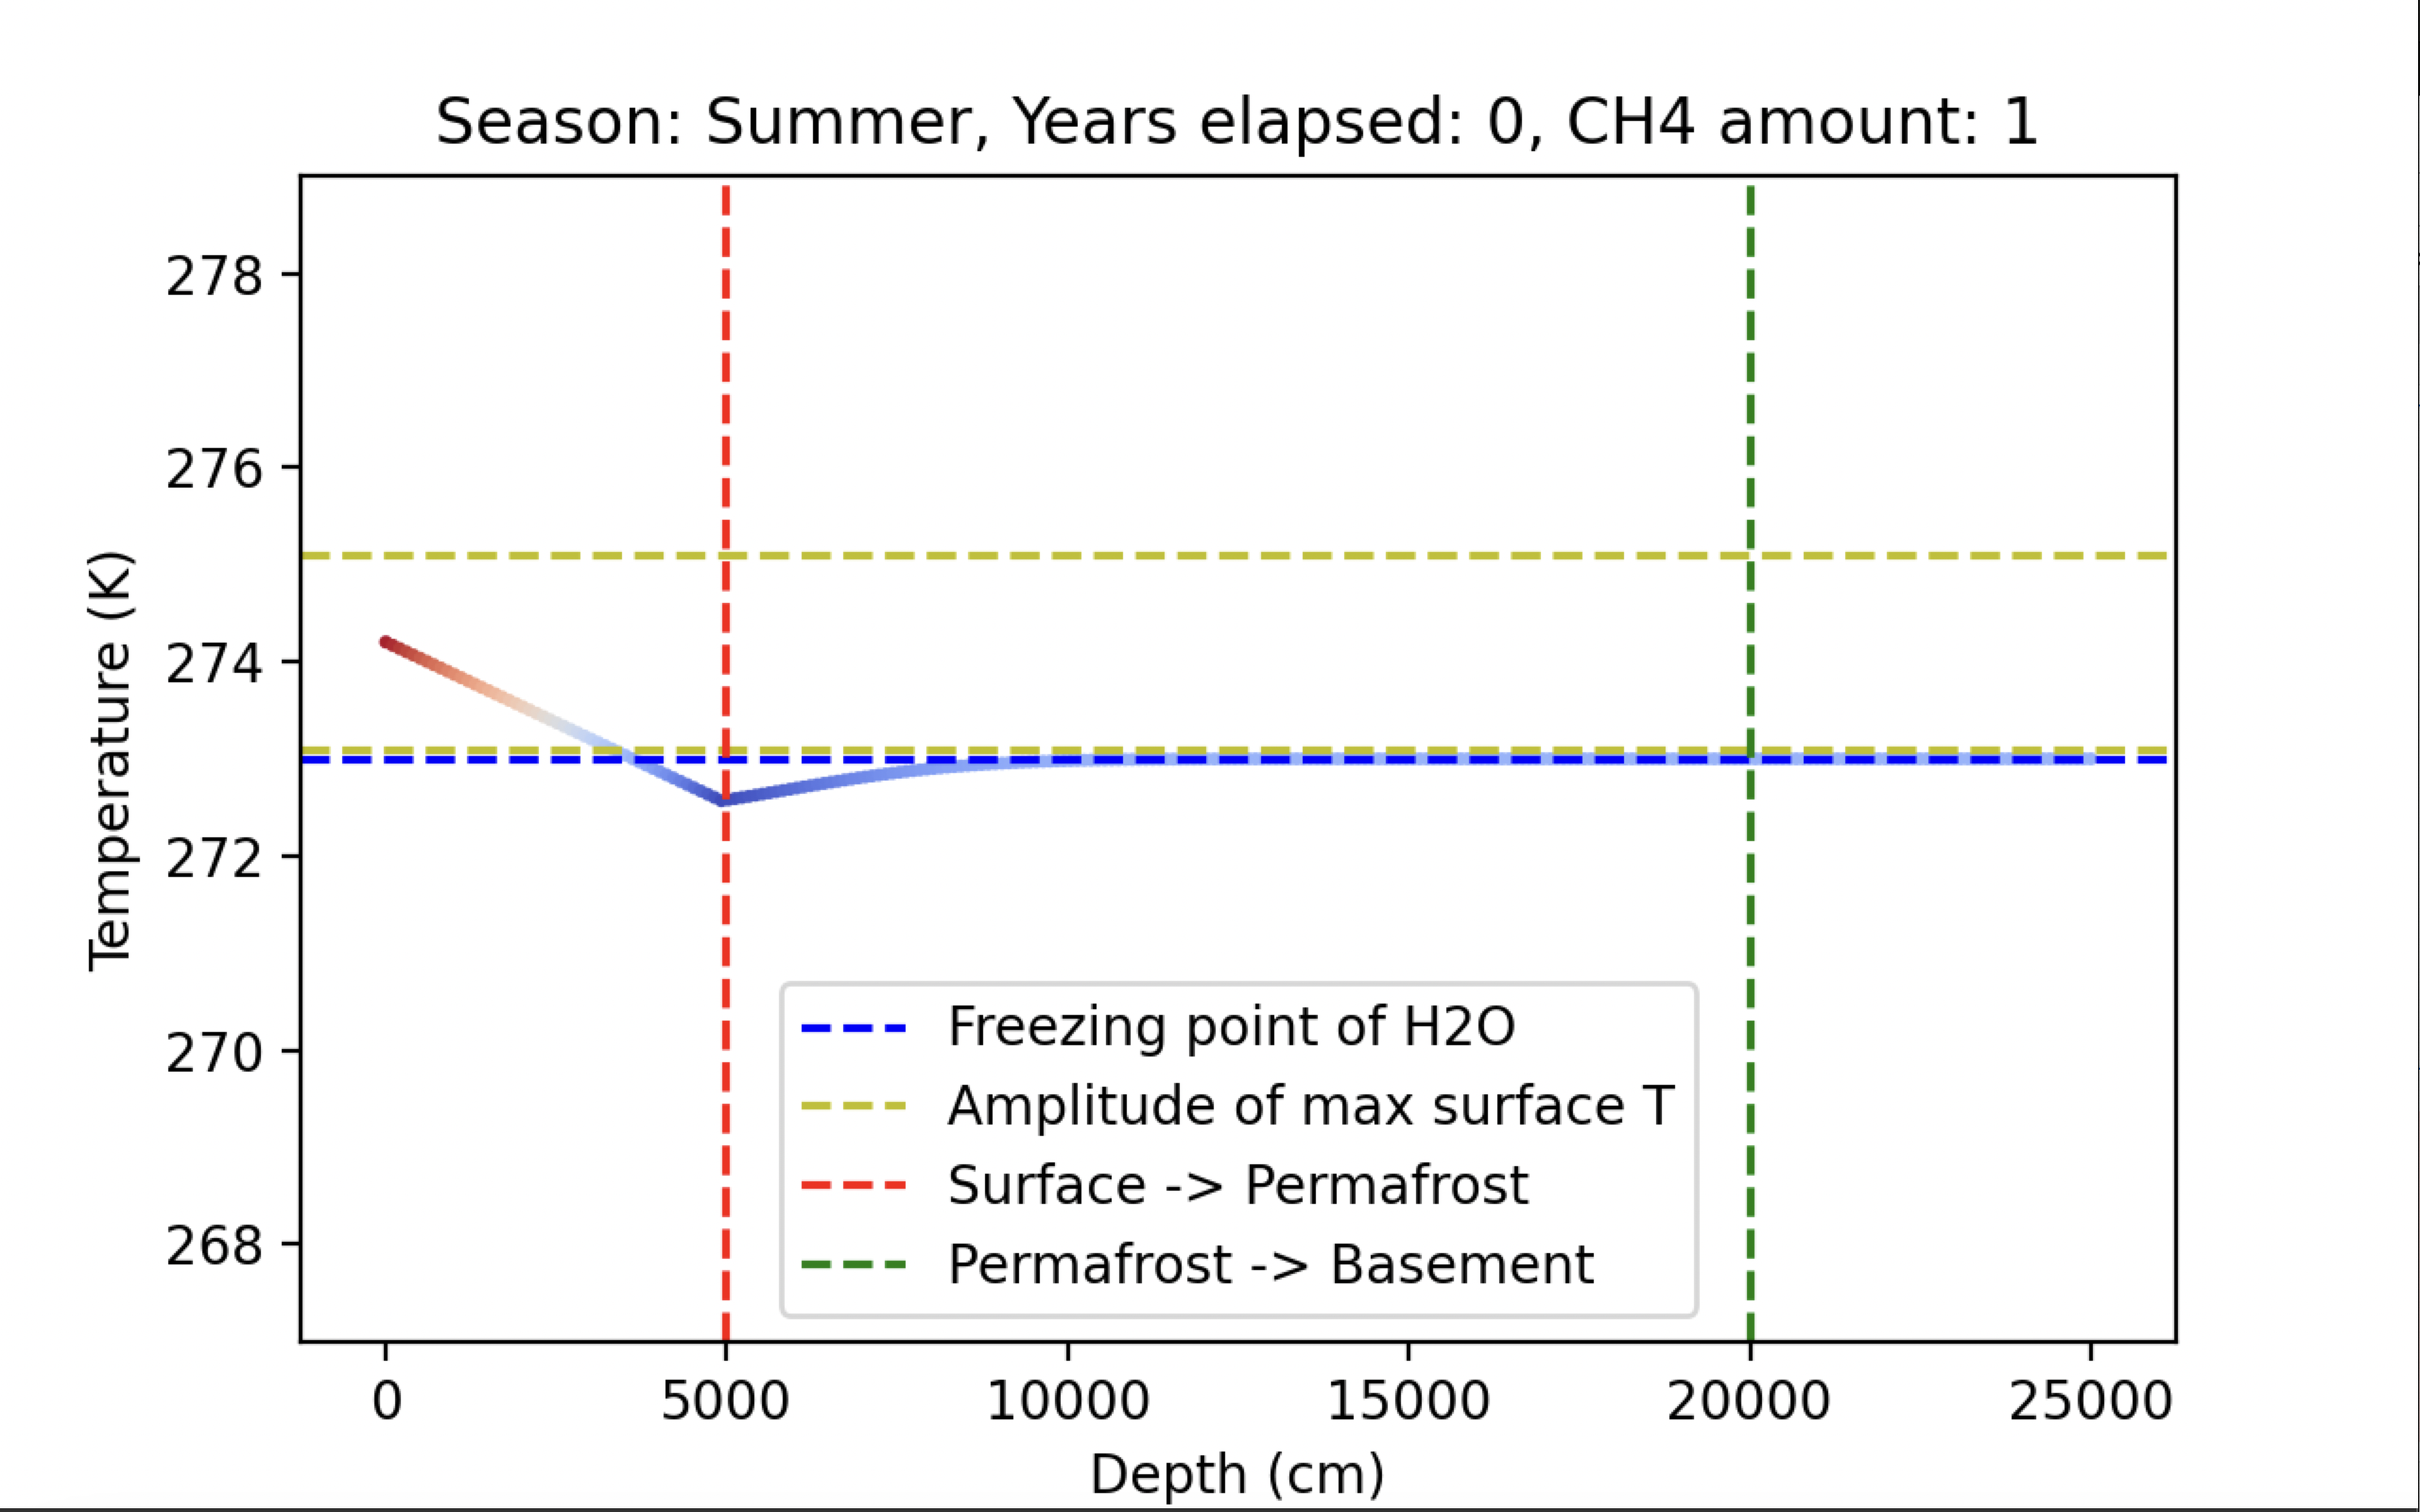 Season: Summer, Years elapsed: 0, CH4 amount: 1
278
276
274
272
270
268
Temperature (K)
Freezing point of H2O
Amplitude of max surface T
Surface -> Permafrost
Permafrost -> Basement
0 5000 10000 15000 20000 25000
Depth (cm)